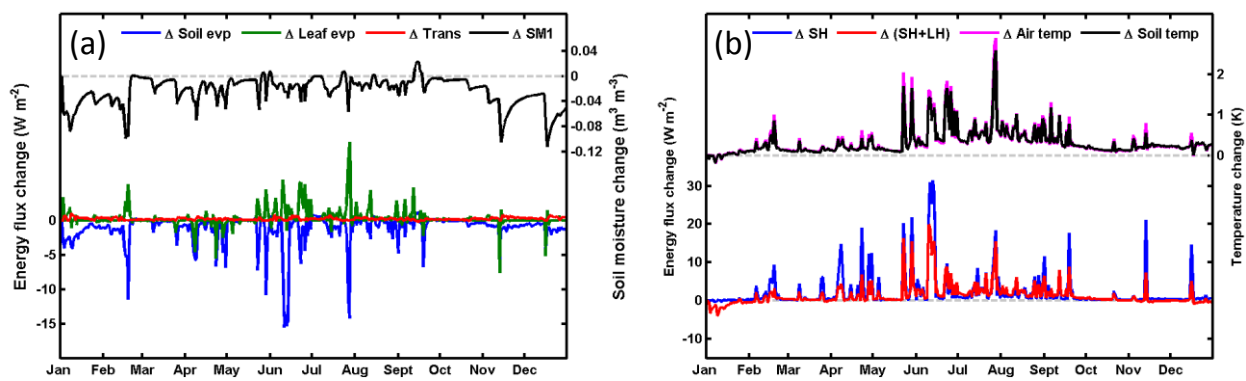 (a)
Δ Soil evp Δ Leaf evp Δ Trans Δ SM1
Energy flux change (W m-2)
0
-5
-10
-15
0.04
0
-0.04
-0.08
-0.12
Soil moisture change (m3 m-3)
Jan Feb Mar Apr May Jun Jul Aug Sept Oct Nov Dec
(b)
Δ SH Δ (SH+LH) Δ Air temp Δ Soil temp
Energy flux change (W m-2)
30
20
10
0
-10
2
1
0
Temperature change (K)
Jan Feb Mar Apr May Jun Jul Aug Sept Oct Nov Dec